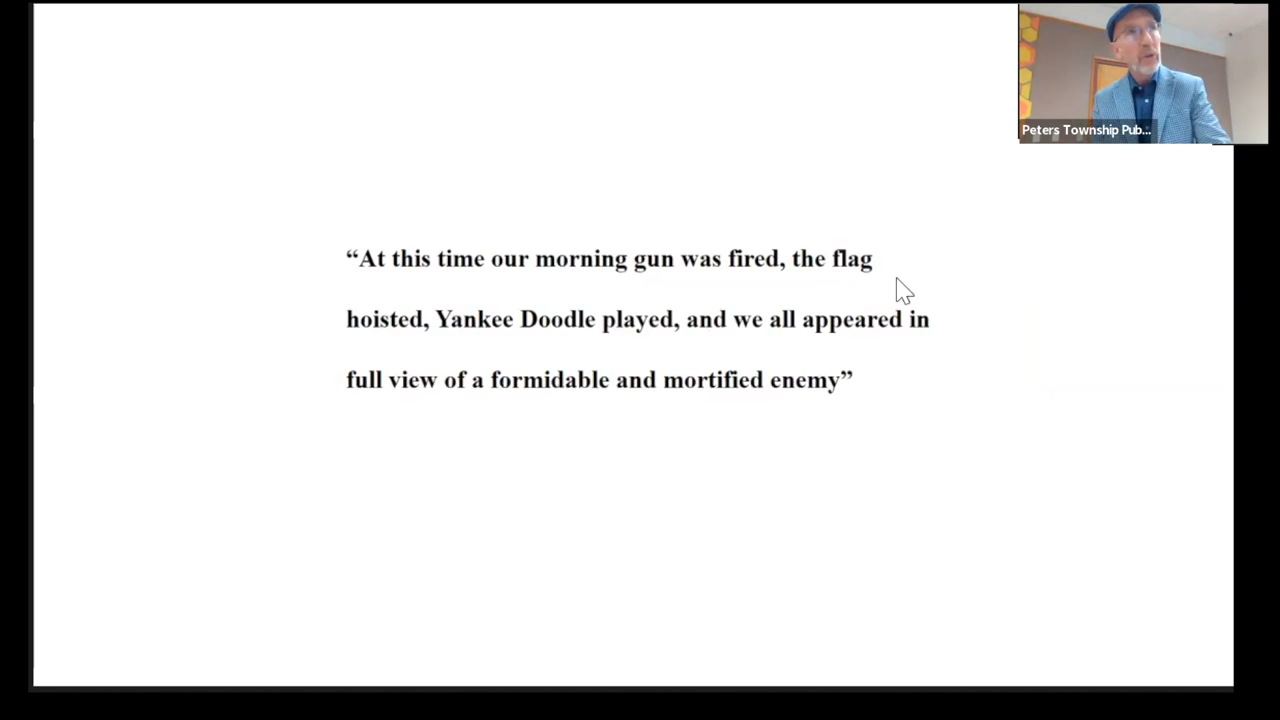 Peters Township Pub...
“At this time our morning gun was fired, the flag
hoisted, Yankee Doodle played, and we all appeared in
full view of a formidable and mortified enemy”